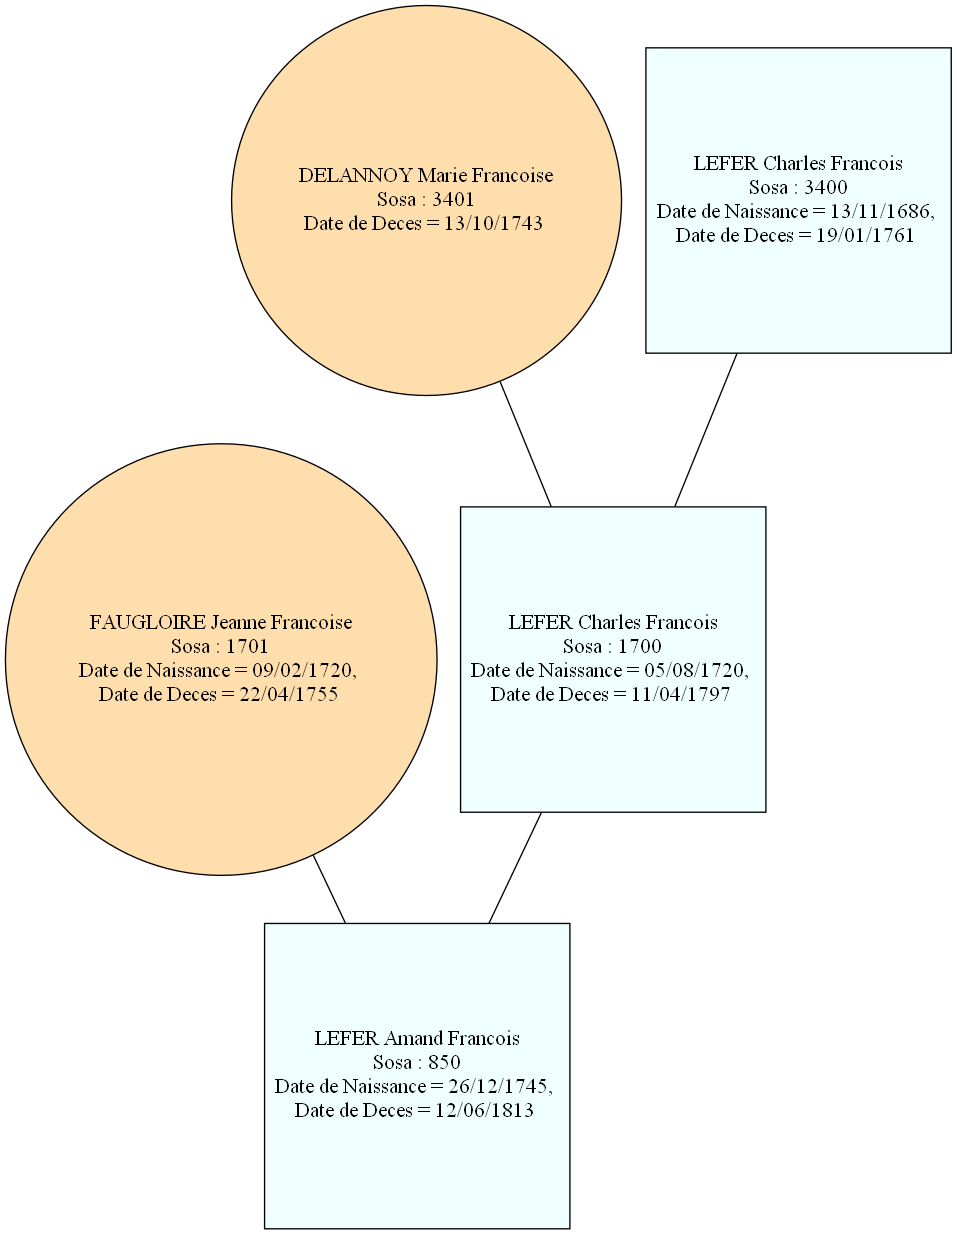 DELANNOY Marie Francoise
Sosa : 3401
Date de Deces = 13/10/1743
LEFER Charles Francois
Sosa : 3400
Date de Naissance = 13/11/1686,
Date de Deces = 19/01/1761
FAUGLOIRE Jeanne Francoise
Sosa : 1701
Date de Naissance = 09/02/1720,
Date de Deces = 22/04/1755
LEFER Charles Francois
Sosa : 1700
Date de Naissance = 05/08/1720,
Date de Deces = 11/04/1797
LEFER Amand Francois
Sosa : 850
Date de Naissance = 26/12/1745,
Date de Deces = 12/06/1813